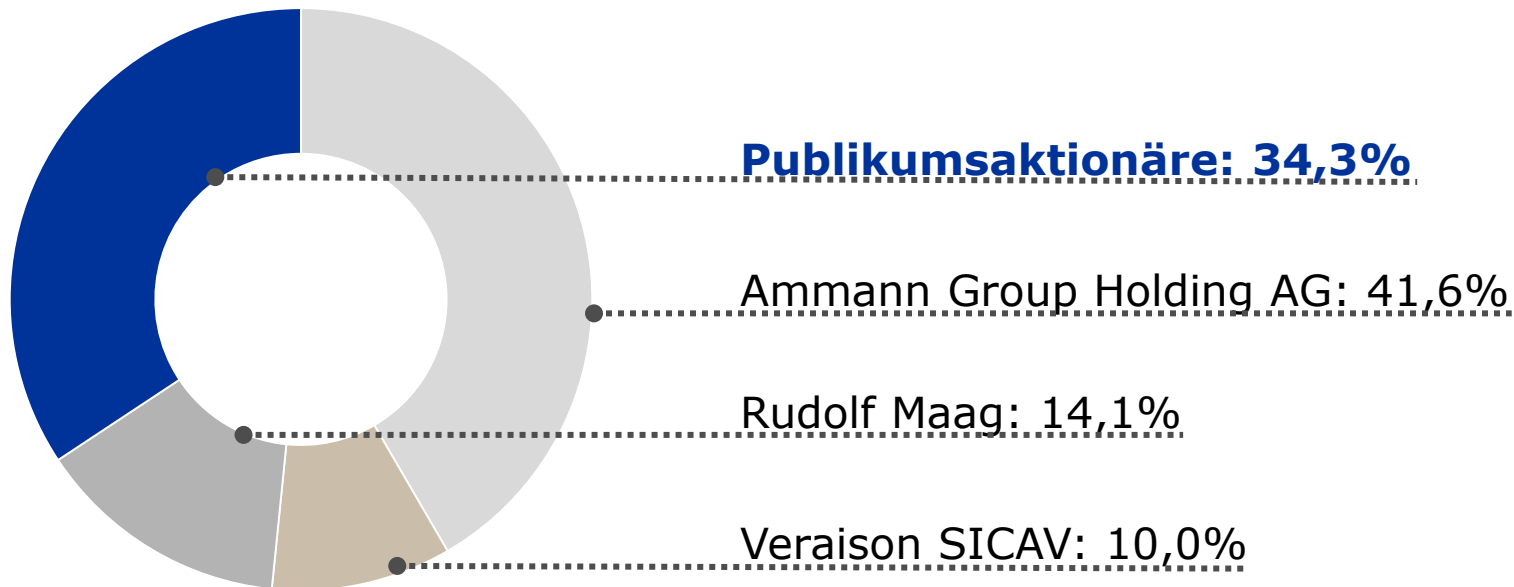 Publikumsaktionäre: 34,3%
Ammann Group Holding AG: 41,6%
Rudolf Maag: 14,1%
Veraison SICAV: 10,0%